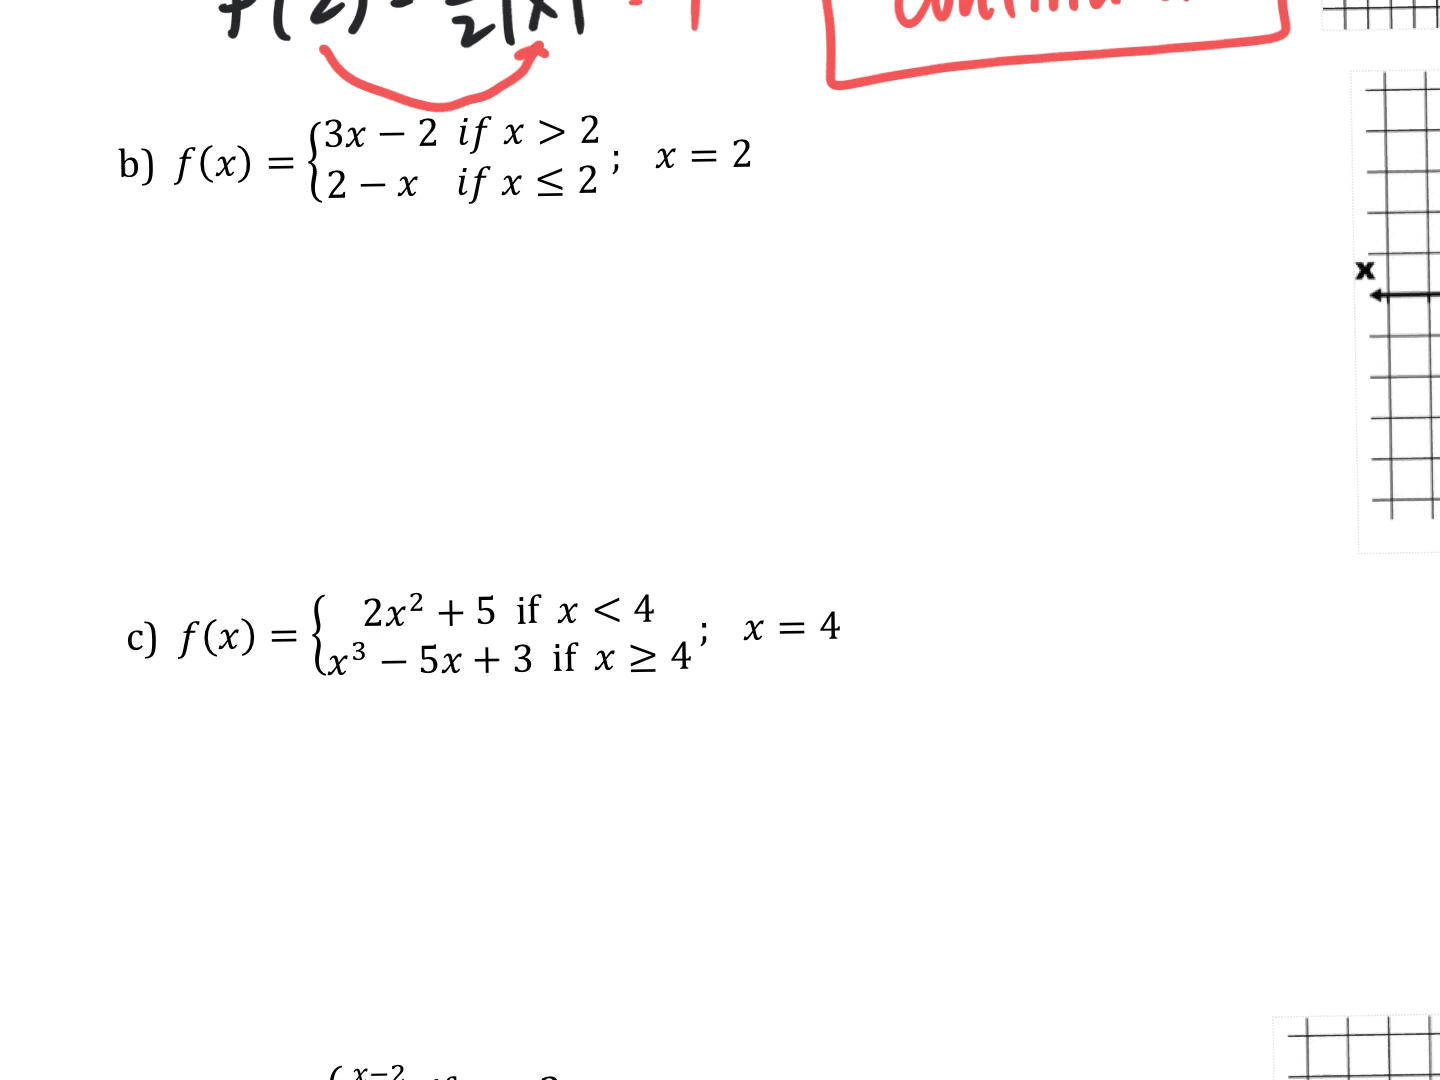 b) f(x) = {3x − 2 if x > 2
2 − x if x ≤ 2 ; x = 2
x
c) f(x) = { 2x² + 5 if x < 4
x³ − 5x + 3 if x ≥ 4 ; x = 4